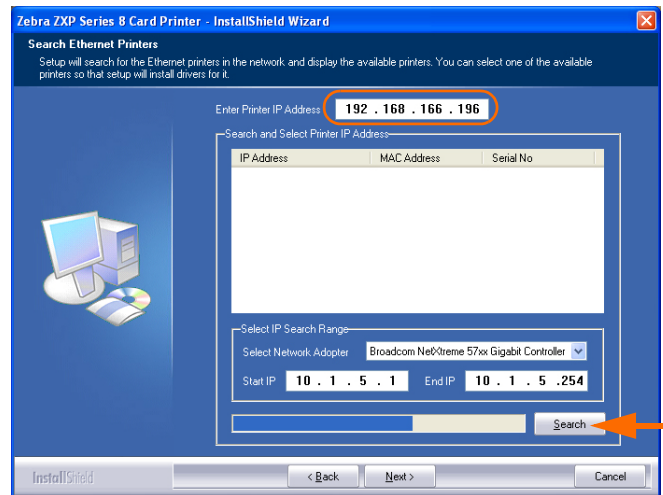 Zebra ZXP Series 8 Card Printer - InstallShield Wizard
Search Ethernet Printers
Setup will search for the Ethernet printers in the network and display the available printers. You can select one of the available
printers so that setup will install drivers for it.
Enter Printer IP Address 192 . 168 . 166 . 196
Search and Select Printer IP Address
IP Address MAC Address Serial No
Select IP Search Range
Select Network Adopter Broadcom NetXtreme 57xx Gigabit Controller
Start IP 10 . 1 . 5 . 1 End IP 10 . 1 . 5 .254
Search
InstallShield < Back Next > Cancel